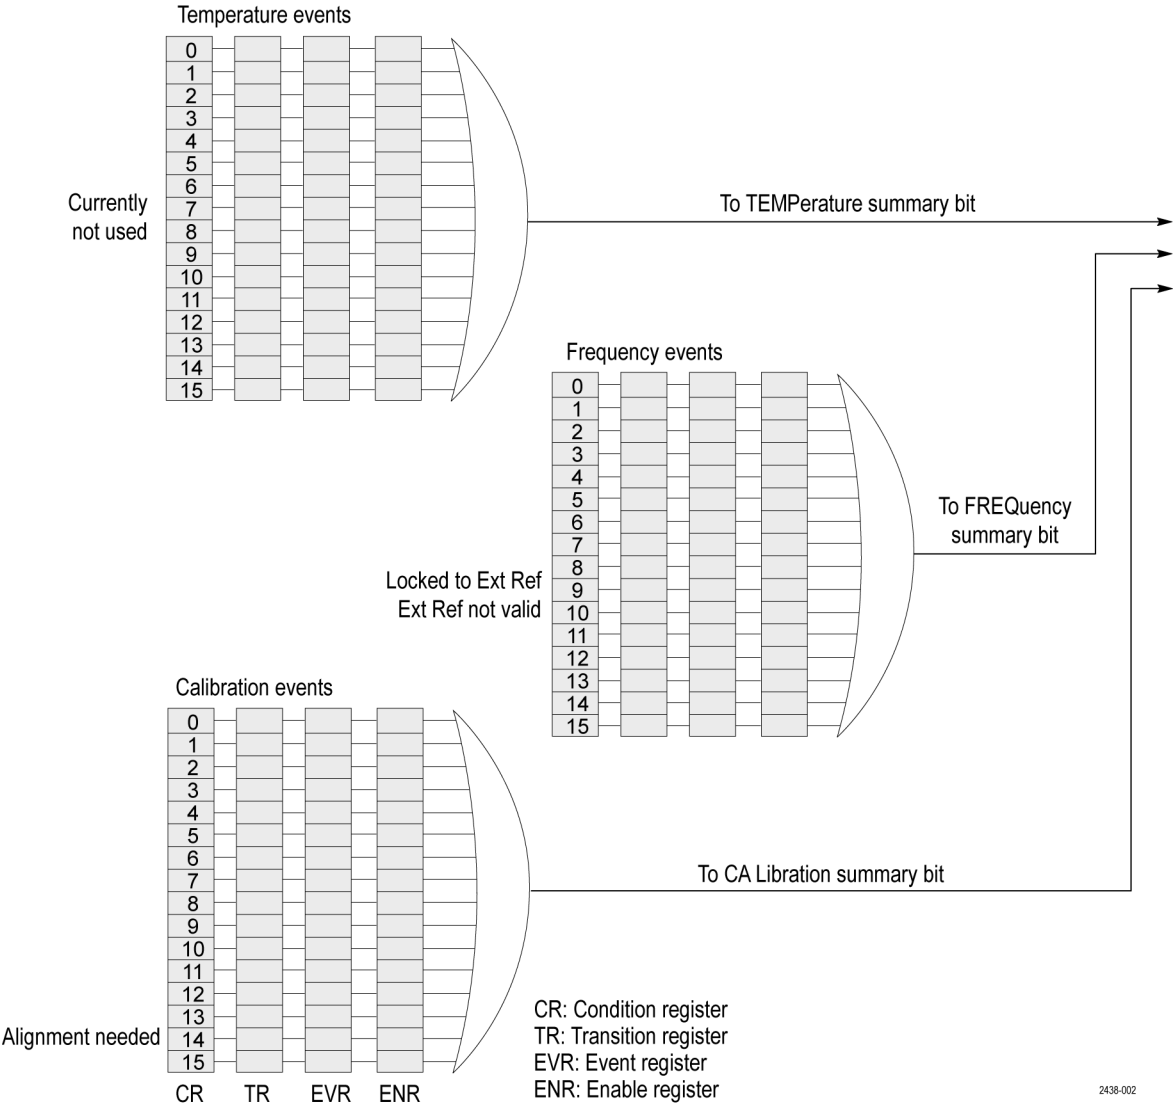 Temperature events
0
1
2
3
4
5
6
7
8
9
10
11
12
13
14
15
Currently
not used
To TEMPerature summary bit
Frequency events
0
1
2
3
4
5
6
7
8
9
10
11
12
13
14
15
Locked to Ext Ref
Ext Ref not valid
To FREQuency
summary bit
Calibration events
0
1
2
3
4
5
6
7
8
9
10
11
12
13
14
15
Alignment needed
To CA Libration summary bit
CR TR EVR ENR
CR: Condition register
TR: Transition register
EVR: Event register
ENR: Enable register
2438-002